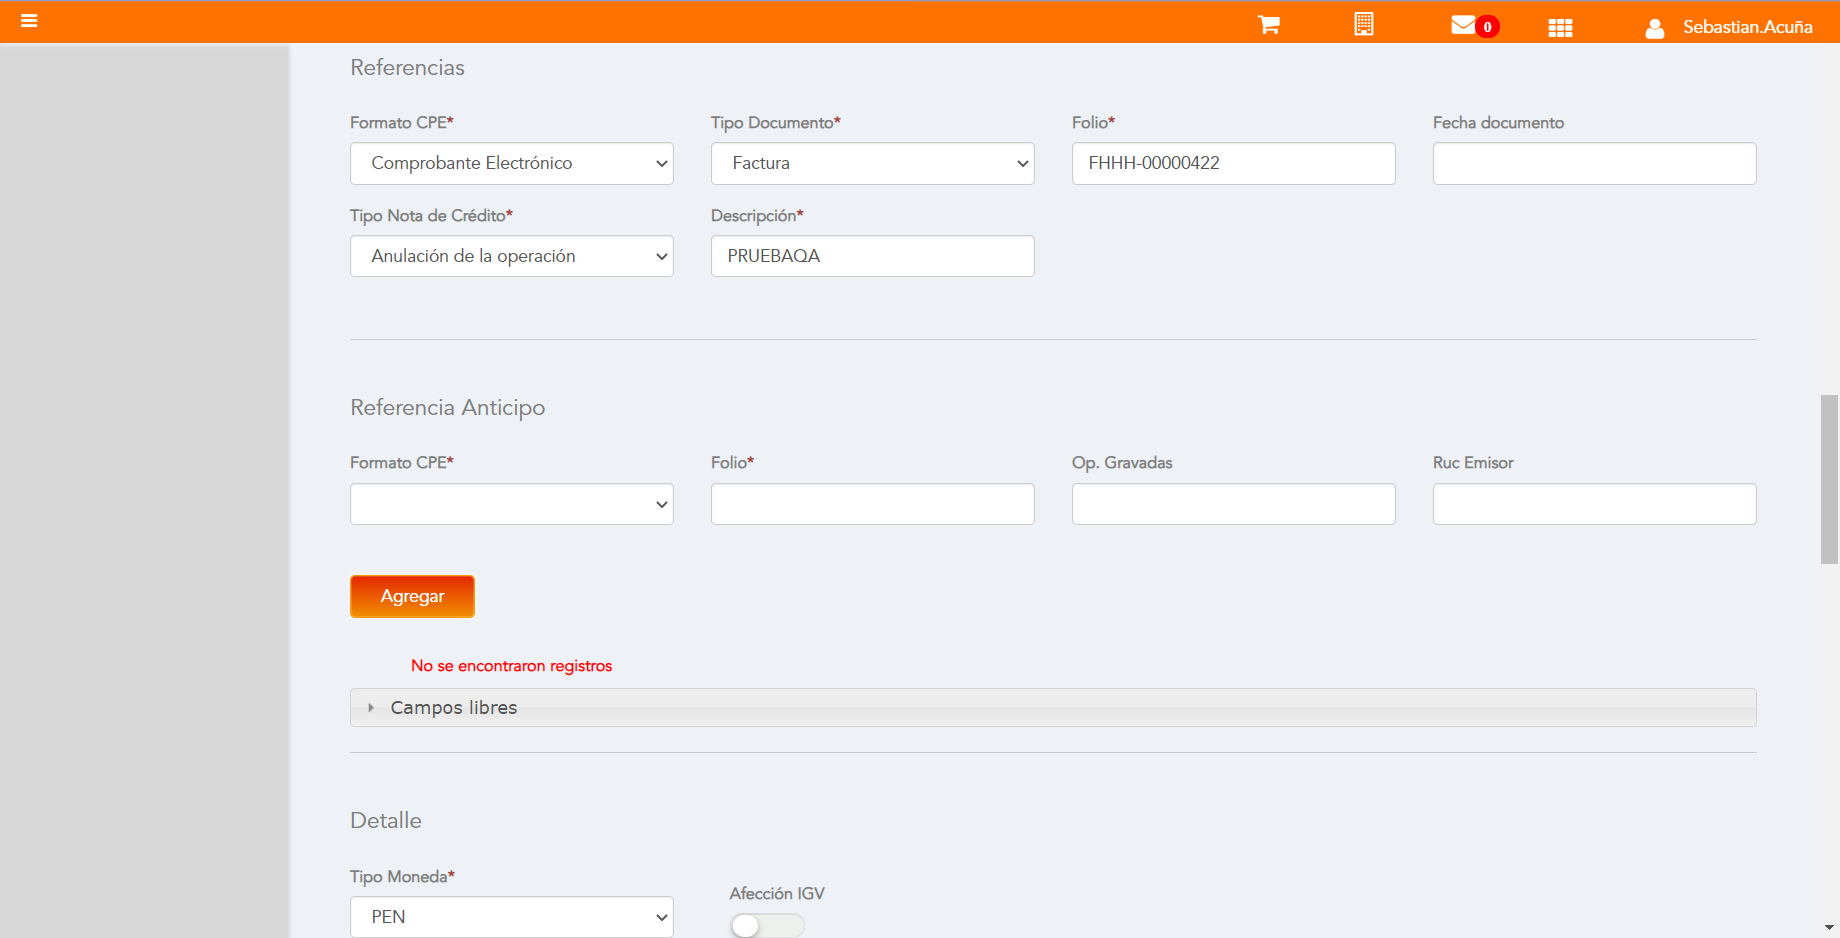 0
Sebastian.Acuña
Referencias
Formato CPE*
Tipo Documento*
Folio*
Fecha documento
Comprobante Electrónico
Factura
FHHH-00000422
Tipo Nota de Crédito*
Descripción*
Anulación de la operación
PRUEBAQA
Referencia Anticipo
Formato CPE*
Folio*
Op. Gravadas
Ruc Emisor
Agregar
No se encontraron registros
Campos libres
Detalle
Tipo Moneda*
Afección IGV
PEN